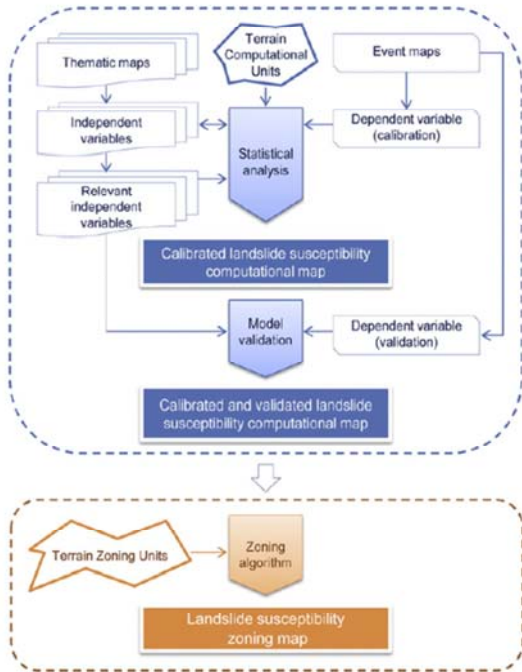 Thematic maps
Terrain
Computational
Units
Event maps
Independent
variables
Statistical
analysis
Dependent variable
(calibration)
Relevant
independent
variables
Calibrated landslide susceptibility
computational map
Model
validation
Dependent variable
(validation)
Calibrated and validated landslide
susceptibility computational map
Terrain Zoning Units
Zoning
algorithm
Landslide susceptibility
zoning map